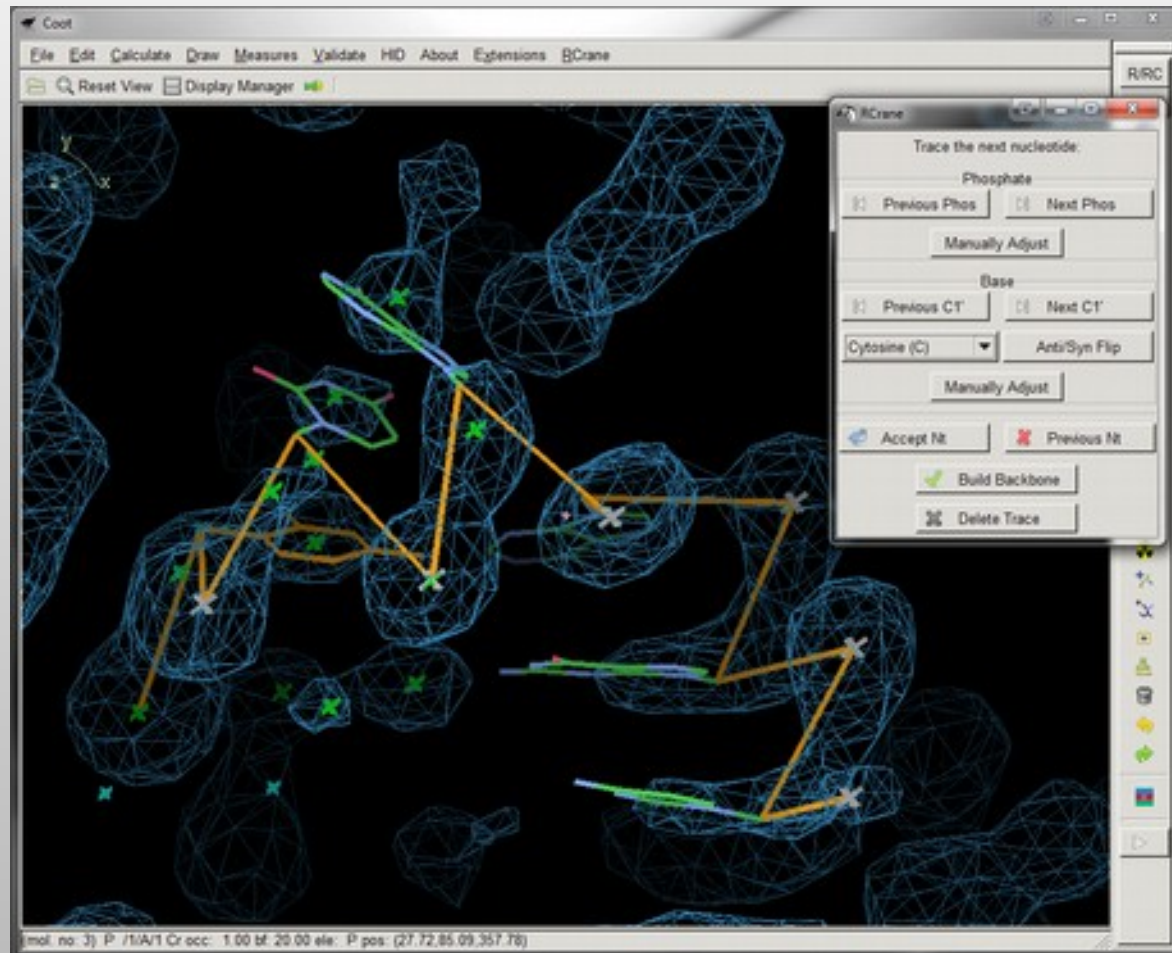 Coot
File Edit Calculate Draw Measures Validate HID About Extensions RCrane
Reset View Display Manager
R/RC
RCrane
Trace the next nucleotide:
Phosphate
Previous Phos Next Phos
Manually Adjust
Base
Previous C1' Next C1'
Cytosine (C) Anti/Syn Flip
Manually Adjust
Accept Nt Previous Nt
Build Backbone
Delete Trace
y
z x
(mol. no: 3) P /1/A/1 Cr occ: 1.00 bf: 20.00 ele: P pos: (27.72,85.09,357.78)